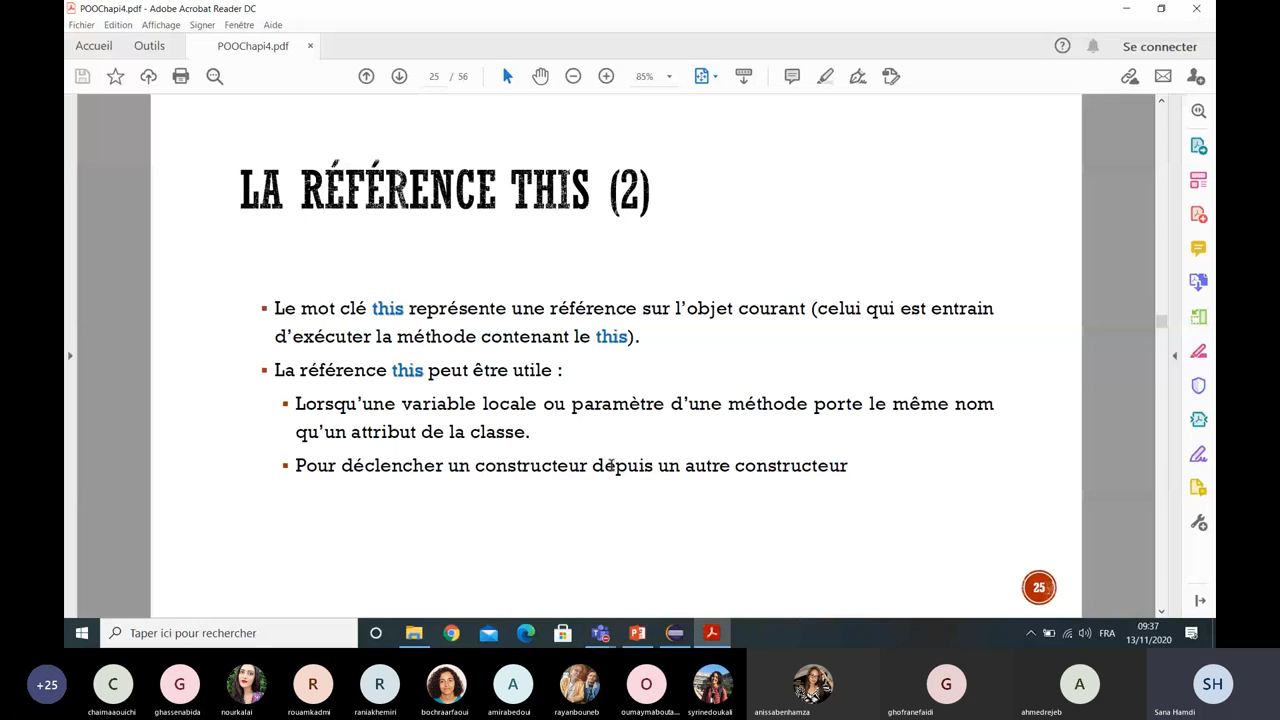 POOChapi4.pdf - Adobe Acrobat Reader DC
Fichier Edition Affichage Signer Fenêtre Aide
Accueil Outils POOChapi4.pdf × Se connecter
25 / 56 85%
LA RÉFÉRENCE THIS (2)
▪ Le mot clé this représente une référence sur l'objet courant (celui qui est entrain
d'exécuter la méthode contenant le this).
▪ La référence this peut être utile :
▪ Lorsqu'une variable locale ou paramètre d'une méthode porte le même nom
qu'un attribut de la classe.
▪ Pour déclencher un constructeur depuis un autre constructeur
25
Taper ici pour rechercher
FRA
09:37
13/11/2020
+25 C G R R A O G A SH
chaimaaouichi ghassenabida nourkalai rouamkadmi raniakhemiri bochraarfaoui amirabedoui rayanbouneb oumaymabouta... syrinedoukali anissabenhamza ghofranefaidi ahmedrejeb Sana Hamdi